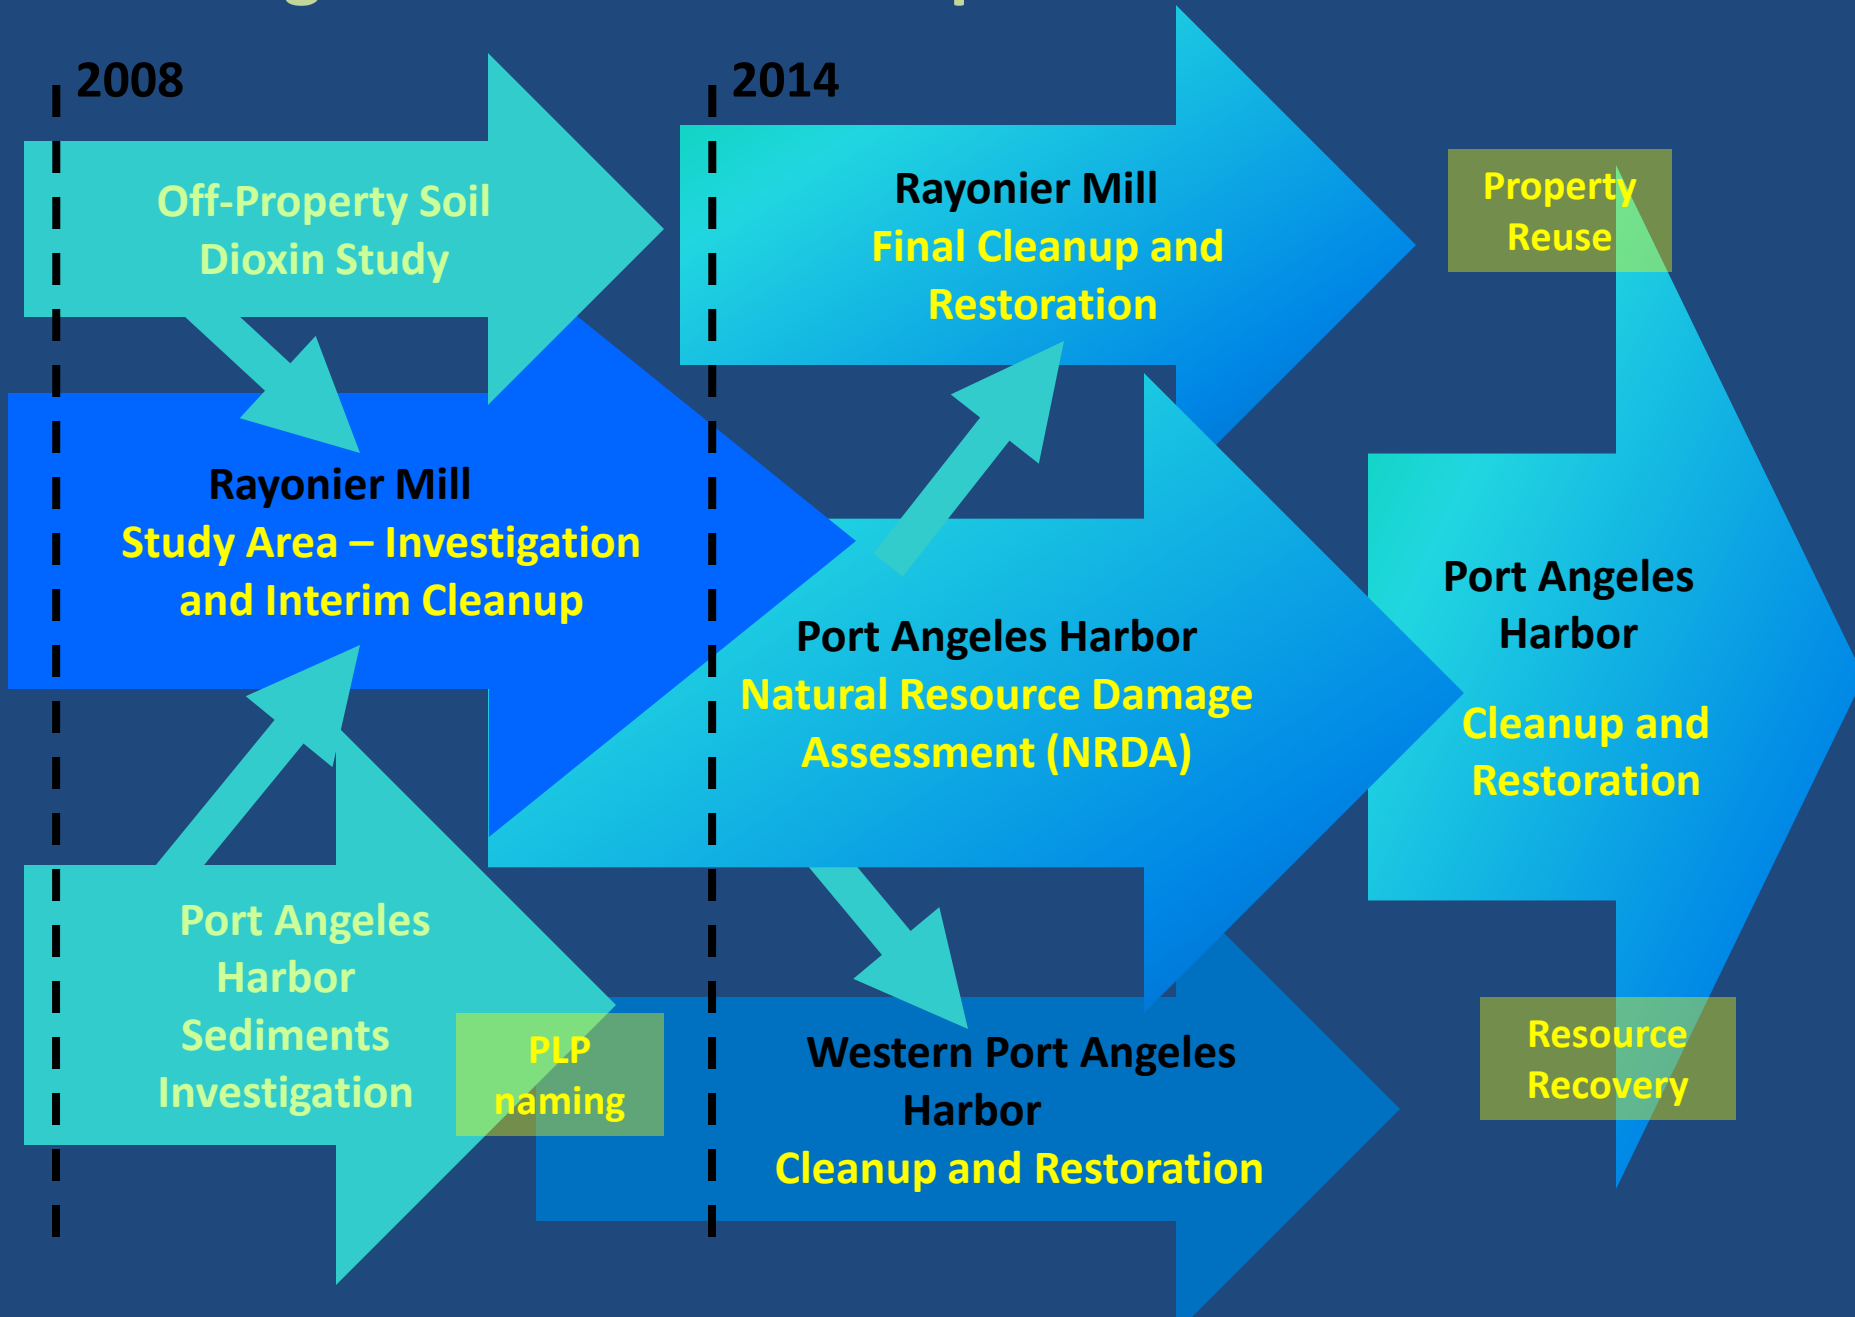 2008
2014
Off-Property Soil
Dioxin Study
Rayonier Mill
Final Cleanup and
Restoration
Property
Reuse
Rayonier Mill
Study Area – Investigation
and Interim Cleanup
Port Angeles Harbor
Natural Resource Damage
Assessment (NRDA)
Port Angeles
Harbor
Cleanup and
Restoration
Port Angeles
Harbor
Sediments
Investigation
PLP
naming
Western Port Angeles
Harbor
Cleanup and Restoration
Resource
Recovery